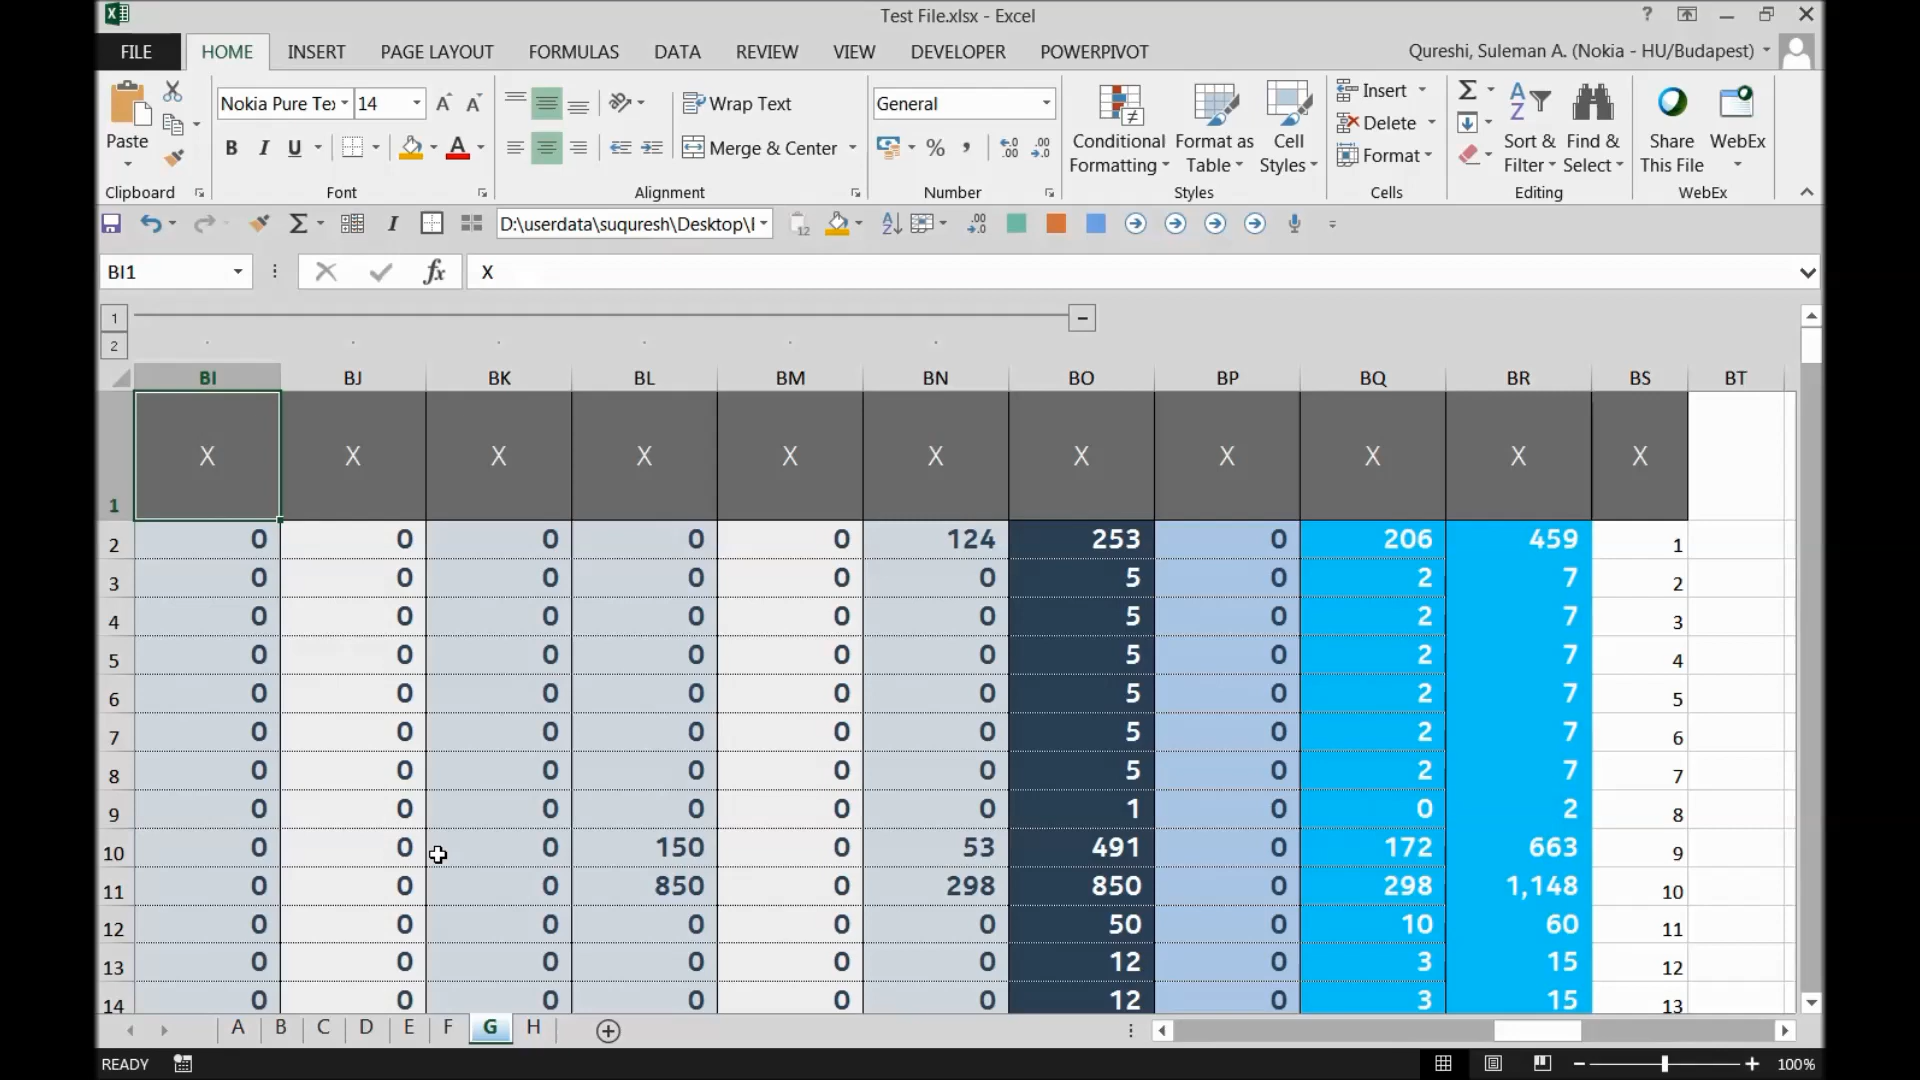 Test File.xlsx - Excel
FILE HOME INSERT PAGE LAYOUT FORMULAS DATA REVIEW VIEW DEVELOPER POWERPIVOT Qureshi, Suleman A. (Nokia - HU/Budapest)
Nokia Pure Te 14 Wrap Text General Insert
Delete
Paste Conditional Format as Cell Sort & Find & Share WebEx
B I U A Merge & Center % Formatting Table Styles Format Filter Select This File
Clipboard Font Alignment Number Styles Cells Editing WebEx
D:\userdata\suquresh\Desktop\
BI1 fx X
1
2
BI BJ BK BL BM BN BO BP BQ BR BS BT
1 X X X X X X X X X X X
2 0 0 0 0 0 124 253 0 206 459 1
3 0 0 0 0 0 0 5 0 2 7 2
4 0 0 0 0 0 0 5 0 2 7 3
5 0 0 0 0 0 0 5 0 2 7 4
6 0 0 0 0 0 0 5 0 2 7 5
7 0 0 0 0 0 0 5 0 2 7 6
8 0 0 0 0 0 0 5 0 2 7 7
9 0 0 0 0 0 0 1 0 0 2 8
10 0 0 0 150 0 53 491 0 172 663 9
11 0 0 0 850 0 298 850 0 298 1,148 10
12 0 0 0 0 0 0 50 0 10 60 11
13 0 0 0 0 0 0 12 0 3 15 12
14 0 0 0 0 0 0 12 0 3 15 13
A B C D E F G H
READY 100%